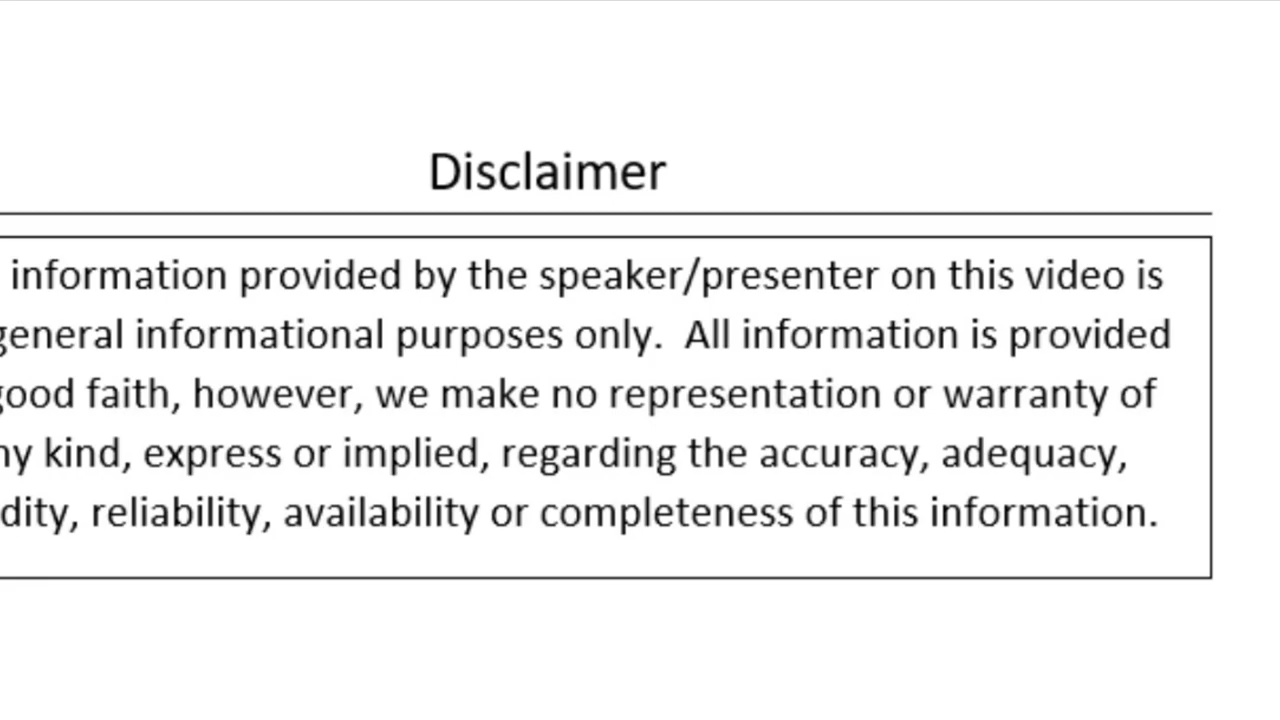 Disclaimer
information provided by the speaker/presenter on this video is
general informational purposes only.  All information is provided
good faith, however, we make no representation or warranty of
kind, express or implied, regarding the accuracy, adequacy,
reliability, availability or completeness of this information.